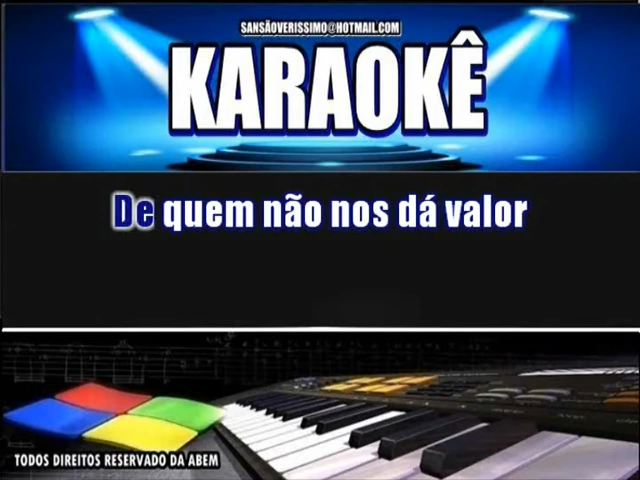 SANSÃOVERISSIMO@HOTMAIL.COM
KARAOKÊ
De quem não nos dá valor
TODOS DIREITOS RESERVADO DA ABEM